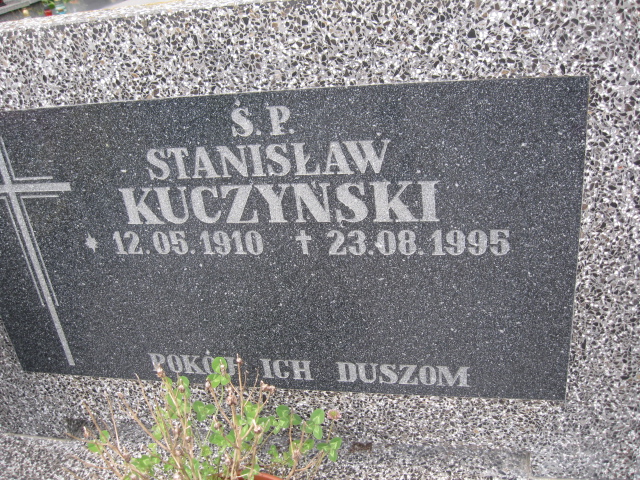 Ś.P.
STANISŁAW
KUCZYŃSKI
* 12.05.1910 † 23.08.1995
POKÓJ ICH DUSZOM